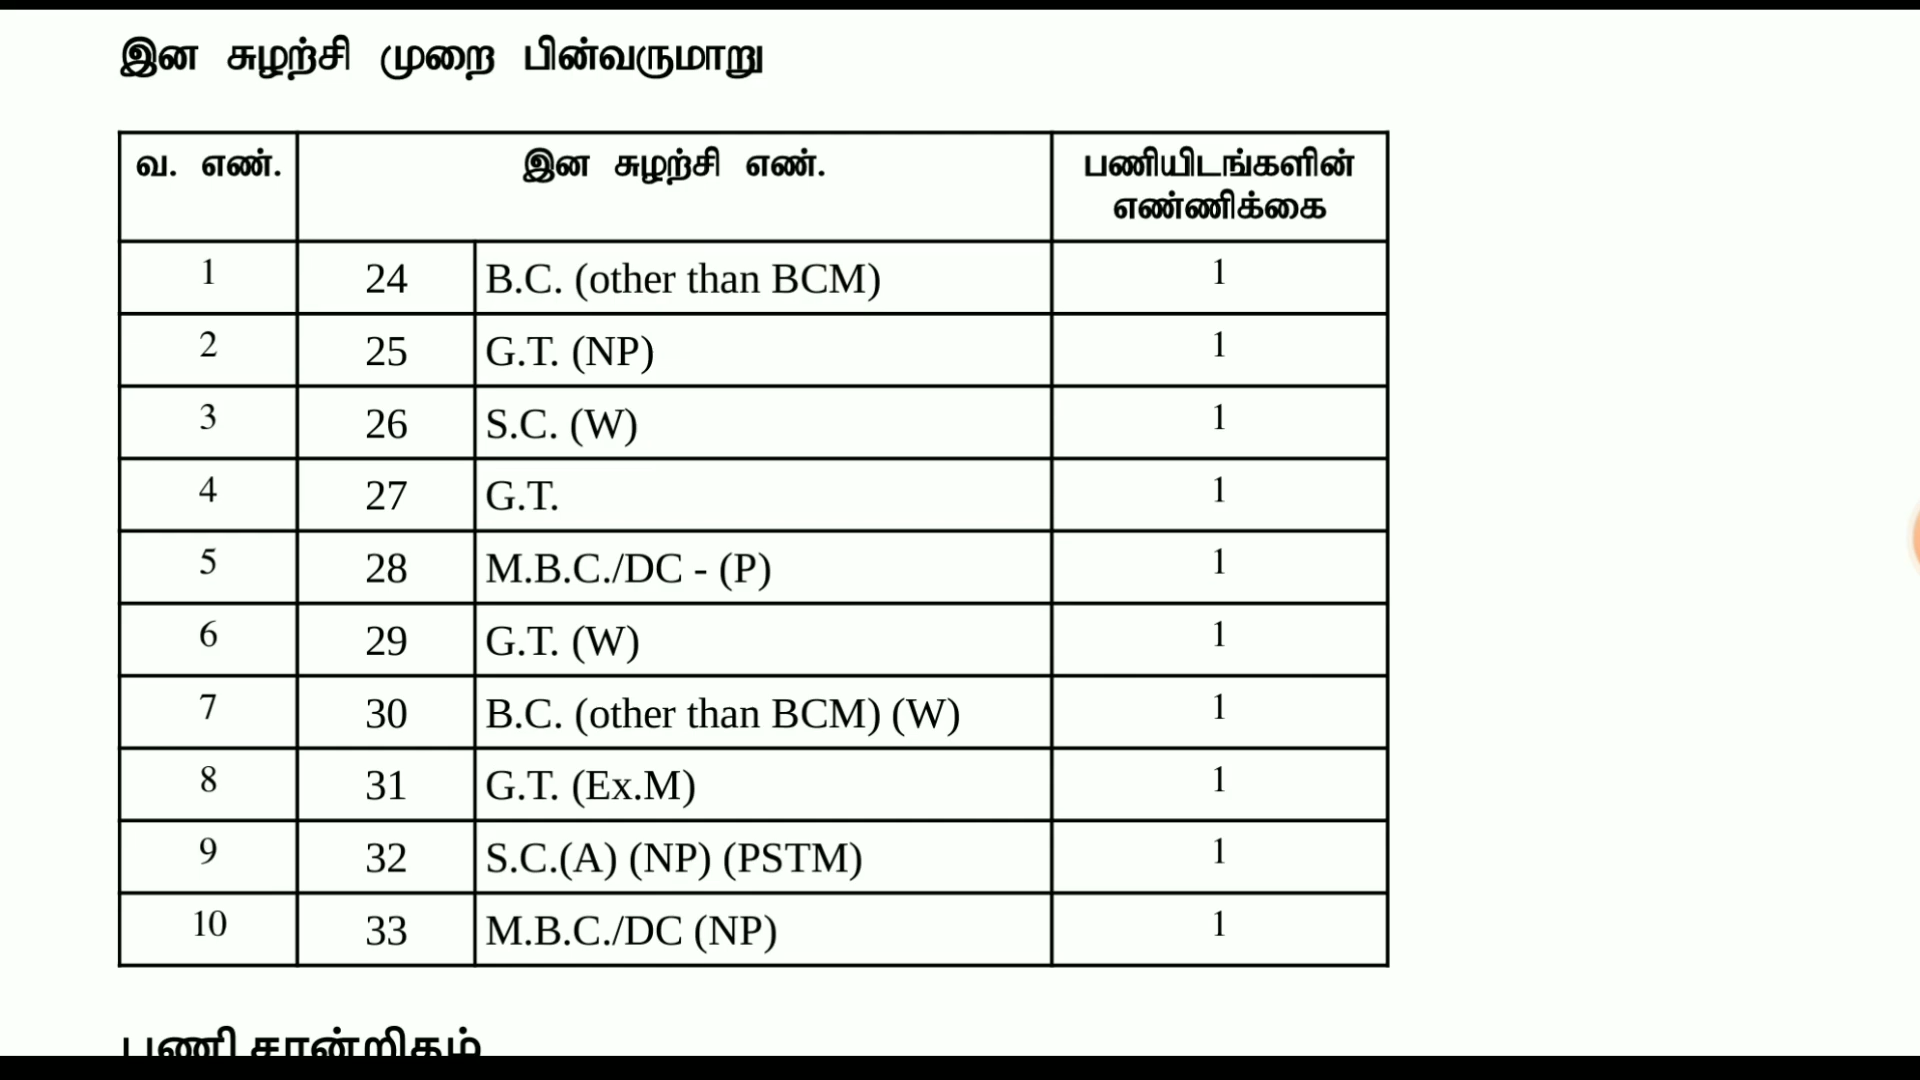 இன சுழற்சி முறை பின்வருமாறு
வ. எண். இன சுழற்சி எண். பணியிடங்களின் எண்ணிக்கை
1 24 B.C. (other than BCM) 1
2 25 G.T. (NP) 1
3 26 S.C. (W) 1
4 27 G.T. 1
5 28 M.B.C./DC - (P) 1
6 29 G.T. (W) 1
7 30 B.C. (other than BCM) (W) 1
8 31 G.T. (Ex.M) 1
9 32 S.C.(A) (NP) (PSTM) 1
10 33 M.B.C./DC (NP) 1
பணி சான்றிதழ்